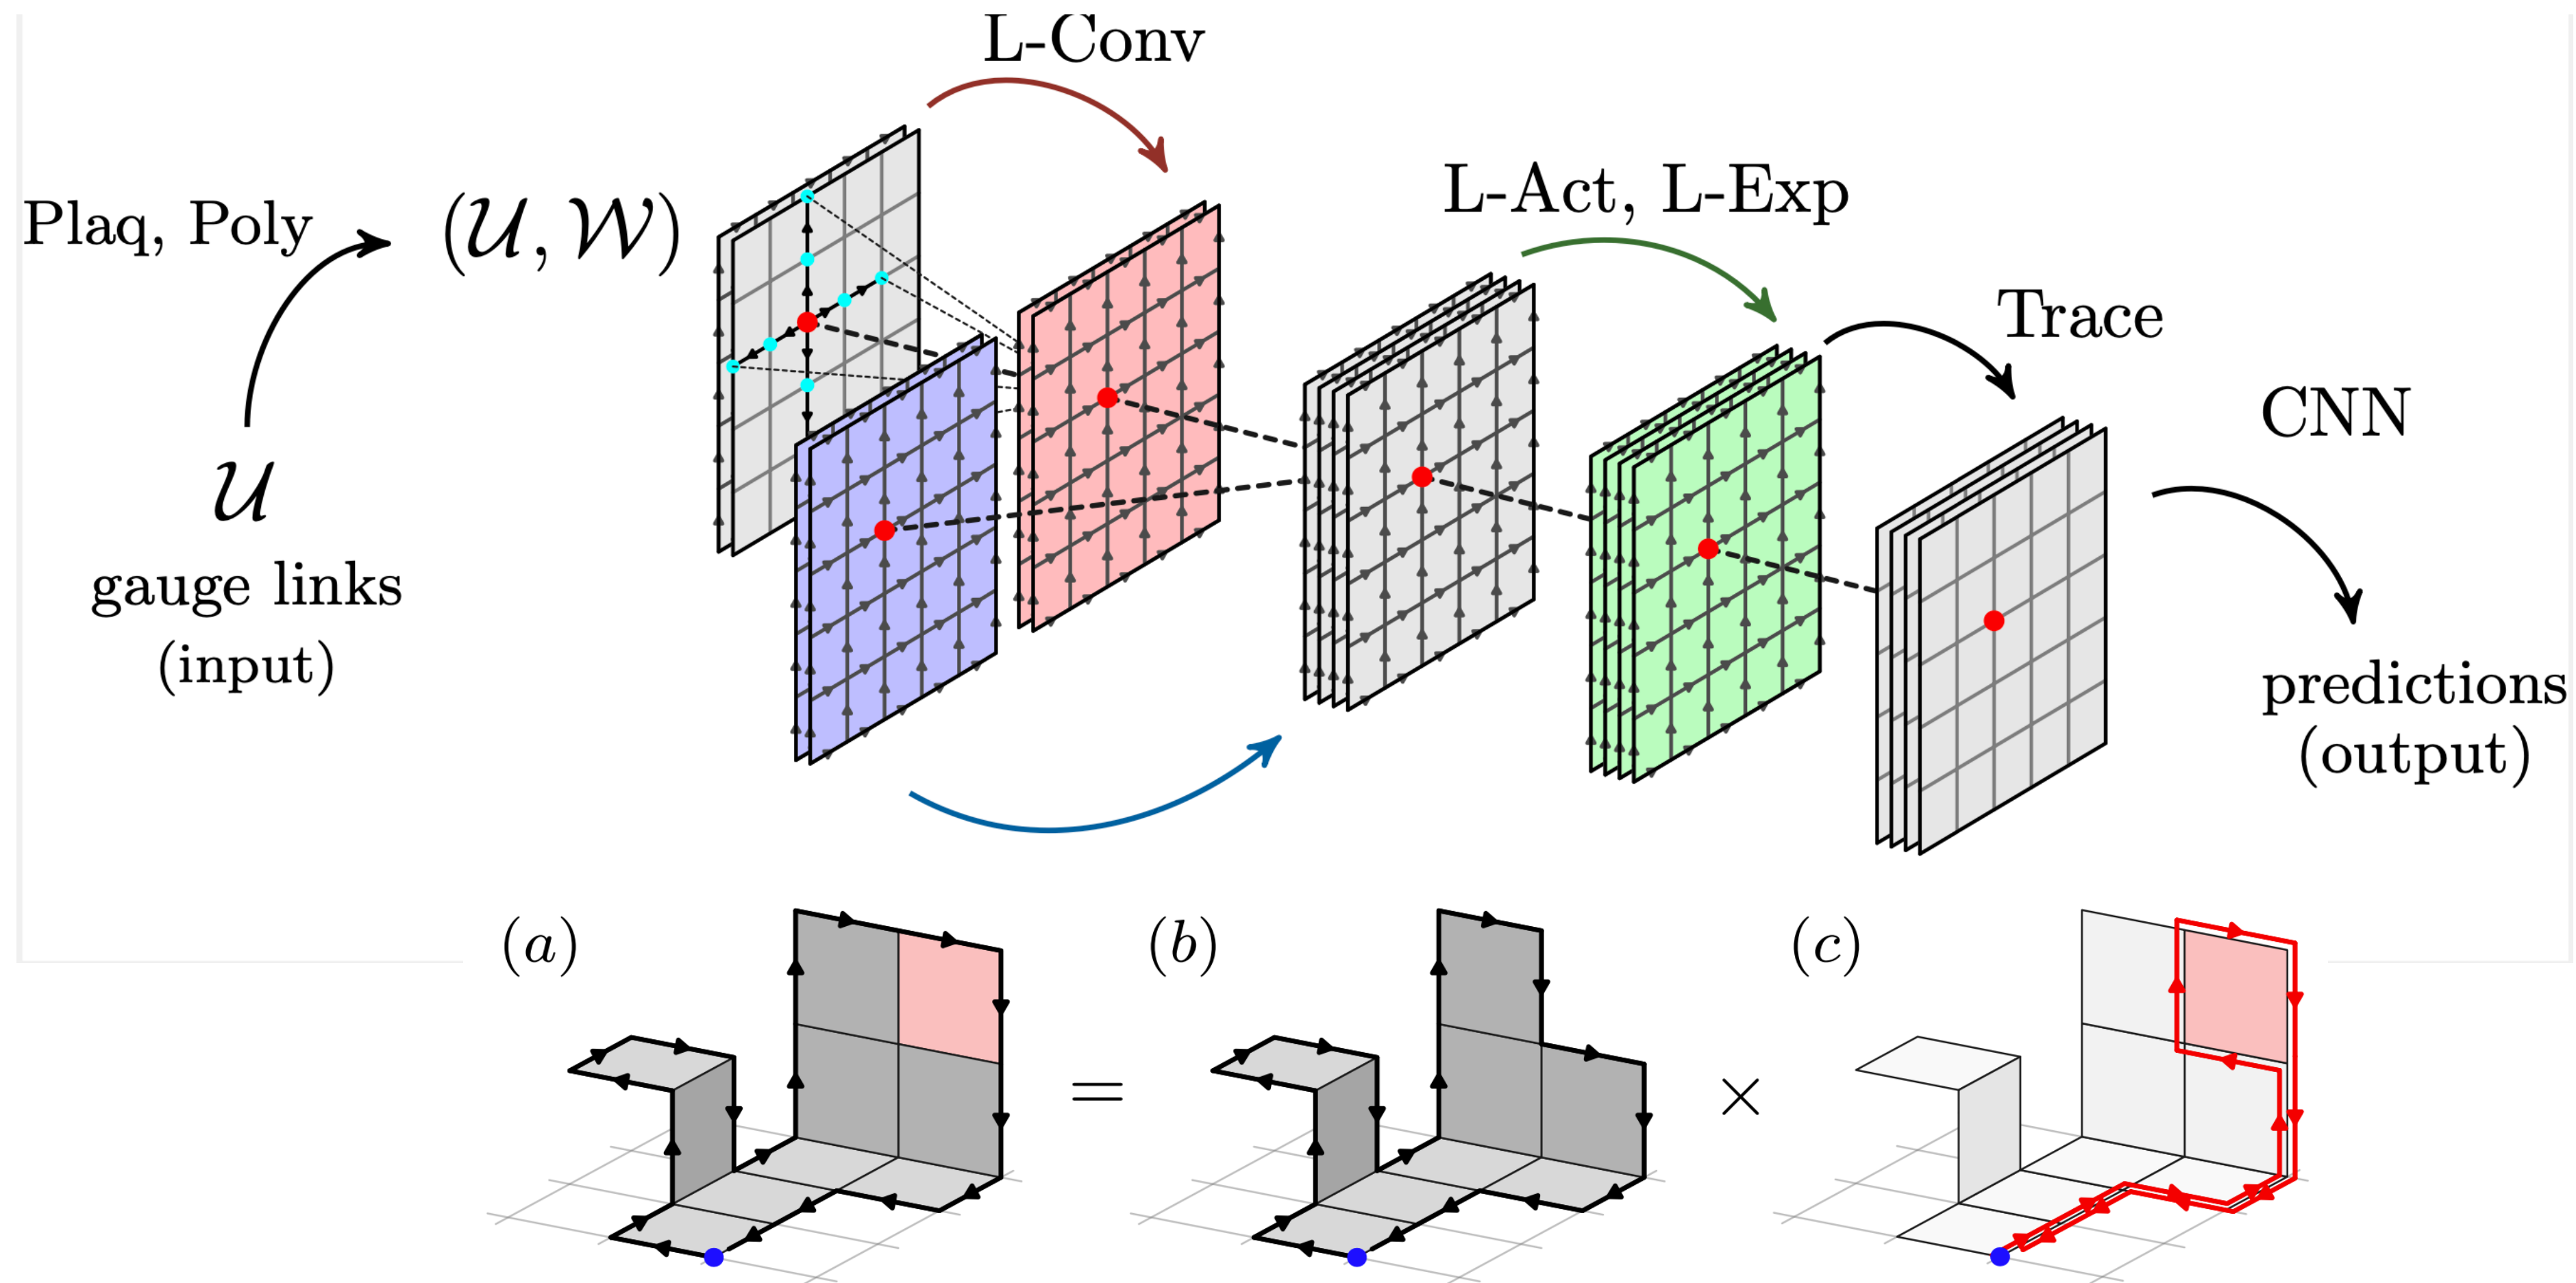 L-Conv
L-Act, L-Exp
Plaq, Poly
(𝒰, 𝒲)
Trace
CNN
𝒰
gauge links
(input)
predictions
(output)
(a)
(b)
(c)
=
×